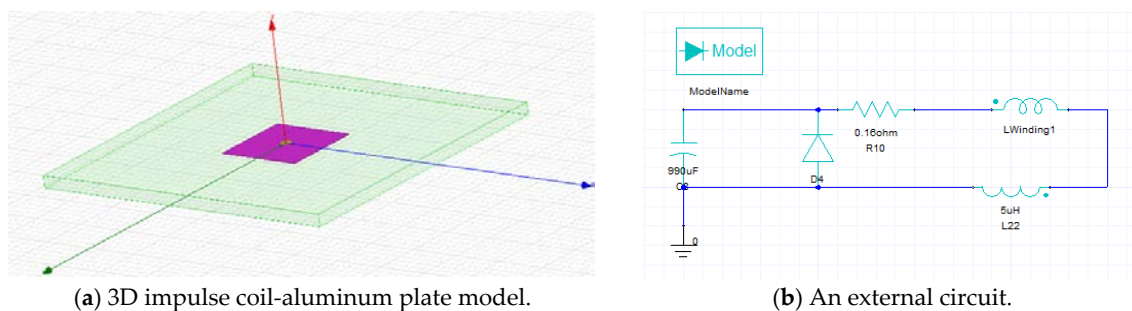 Model
ModelName
0.16ohm
R10
LWinding1
990uF
D4
5uH
L22
0
(a) 3D impulse coil-aluminum plate model.
(b) An external circuit.